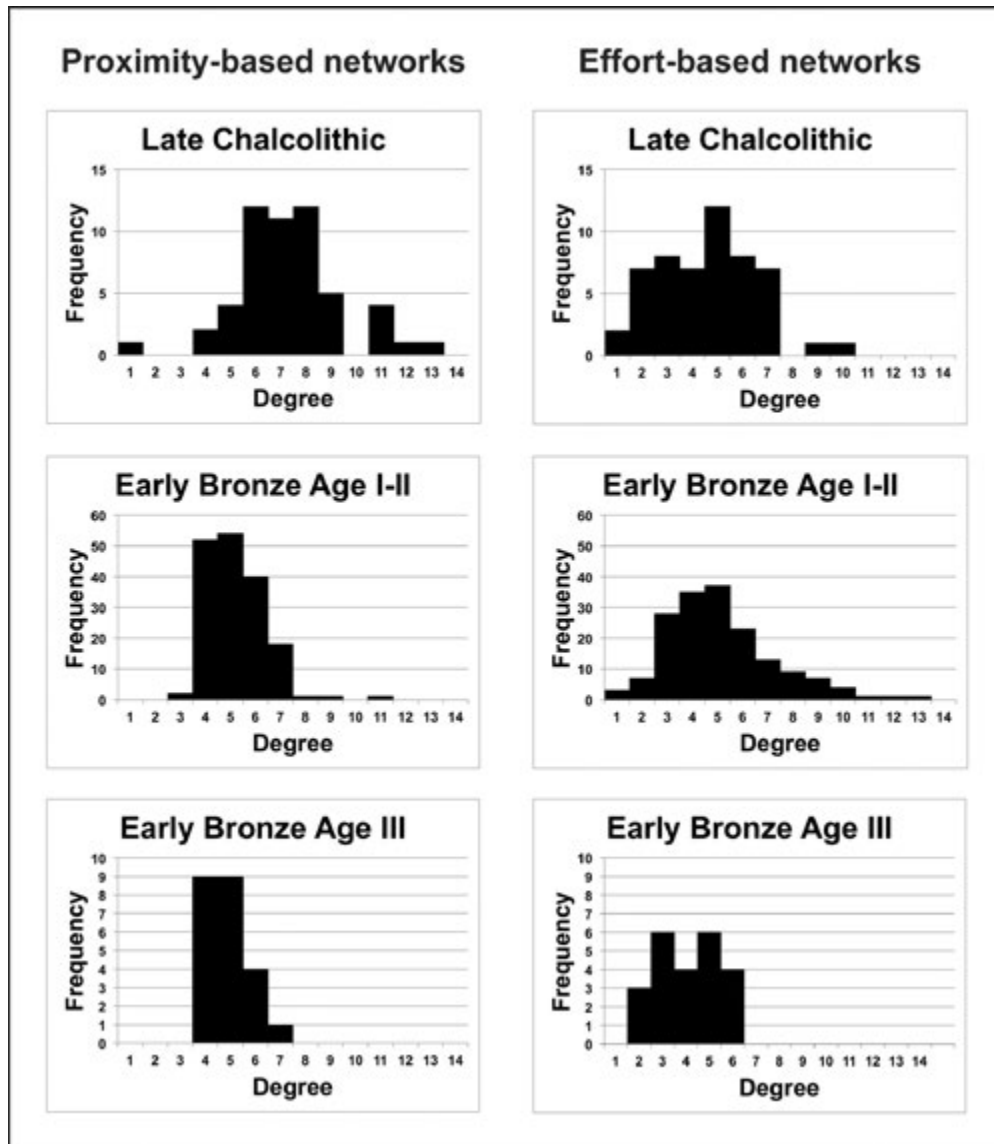 Proximity-based networks
Effort-based networks
Late Chalcolithic
15
10
5
0
Frequency
1 2 3 4 5 6 7 8 9 10 11 12 13 14
Degree
Late Chalcolithic
15
10
5
0
Frequency
1 2 3 4 5 6 7 8 9 10 11 12 13 14
Degree
Early Bronze Age I-II
60
50
40
30
20
10
0
Frequency
1 2 3 4 5 6 7 8 9 10 11 12 13 14
Degree
Early Bronze Age I-II
60
50
40
30
20
10
0
Frequency
1 2 3 4 5 6 7 8 9 10 11 12 13 14
Degree
Early Bronze Age III
10
9
8
7
6
5
4
3
2
1
0
Frequency
1 2 3 4 5 6 7 8 9 10 11 12 13 14
Degree
Early Bronze Age III
10
9
8
7
6
5
4
3
2
1
0
Frequency
1 2 3 4 5 6 7 8 9 10 11 12 13 14
Degree